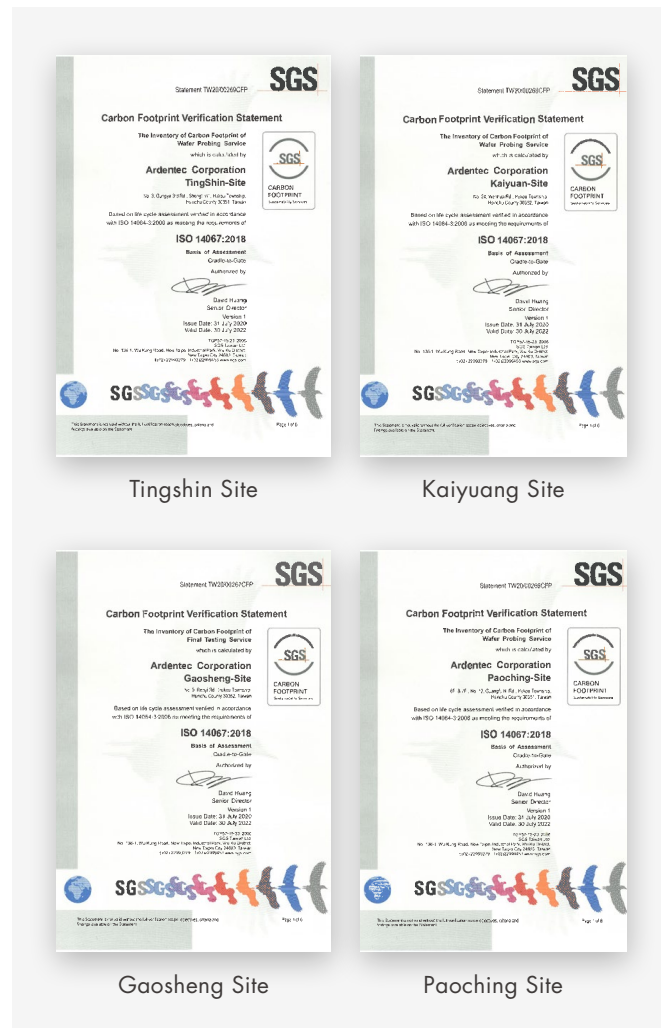 SGS
Statement TW20/00269CFP
Carbon Footprint Verification Statement
The Inventory of Carbon Footprint of
Wafer Probing Service
which is calculated by
SGS
CARBON
FOOTPRINT
Ardentec Corporation
TingShin-Site
Based on life cycle assessment verified in accordance
with ISO 14064-3:2006 as meeting the requirements of
ISO 14067:2018
Basis of Assessment
Cradle-to-Gate
Authorized by
David Huang
Senior Director
Version 1
Issue Date: 31 July 2020
Valid Date: 30 July 2022
SGS
Tingshin Site
SGS
Statement TW20/00268CFP
Carbon Footprint Verification Statement
The Inventory of Carbon Footprint of
Wafer Probing Service
which is calculated by
SGS
CARBON
FOOTPRINT
Ardentec Corporation
Kaiyuan-Site
Based on life cycle assessment verified in accordance
with ISO 14064-3:2006 as meeting the requirements of
ISO 14067:2018
Basis of Assessment
Cradle-to-Gate
Authorized by
David Huang
Senior Director
Version 1
Issue Date: 31 July 2020
Valid Date: 30 July 2022
SGS
Kaiyuang Site
SGS
Statement TW20/00267CFP
Carbon Footprint Verification Statement
The Inventory of Carbon Footprint of
Final Testing Service
which is calculated by
SGS
CARBON
FOOTPRINT
Ardentec Corporation
Gaosheng-Site
Based on life cycle assessment verified in accordance
with ISO 14064-3:2006 as meeting the requirements of
ISO 14067:2018
Basis of Assessment
Cradle-to-Gate
Authorized by
David Huang
Senior Director
Version 1
Issue Date: 31 July 2020
Valid Date: 30 July 2022
SGS
Gaosheng Site
SGS
Statement TW20/00266CFP
Carbon Footprint Verification Statement
The Inventory of Carbon Footprint of
Wafer Probing Service
which is calculated by
SGS
CARBON
FOOTPRINT
Ardentec Corporation
Paoching-Site
Based on life cycle assessment verified in accordance
with ISO 14064-3:2006 as meeting the requirements of
ISO 14067:2018
Basis of Assessment
Cradle-to-Gate
Authorized by
David Huang
Senior Director
Version 1
Issue Date: 31 July 2020
Valid Date: 30 July 2022
SGS
Paoching Site